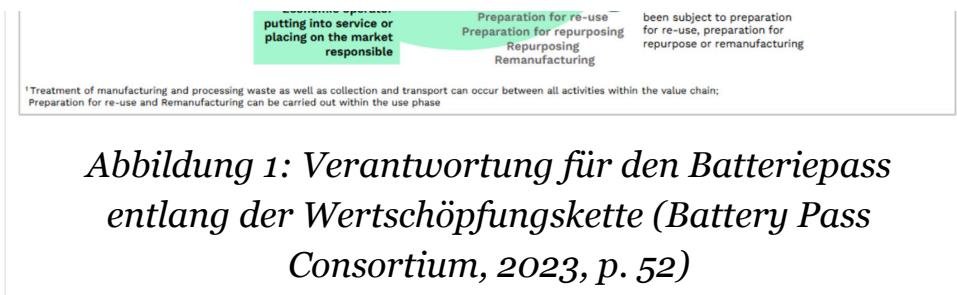 Economic operator
putting into service or
placing on the market
responsible
Preparation for re-use
Preparation for repurposing
Repurposing
Remanufacturing
been subject to preparation
for re-use, preparation for
repurpose or remanufacturing
¹Treatment of manufacturing and processing waste as well as collection and transport can occur between all activities within the value chain;
Preparation for re-use and Remanufacturing can be carried out within the use phase
Abbildung 1: Verantwortung für den Batteriepass
entlang der Wertschöpfungskette (Battery Pass
Consortium, 2023, p. 52)